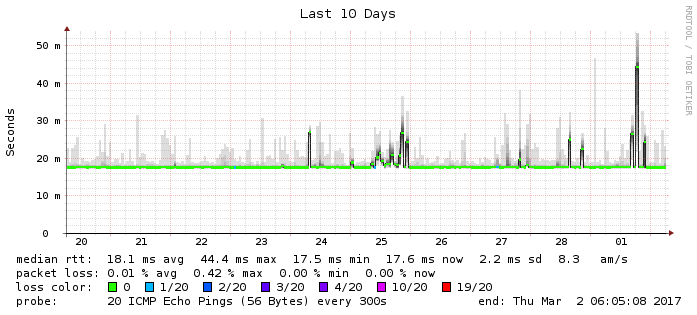 Last 10 Days
RRDTOOL / TOBI OETIKER
Seconds
50 m
40 m
30 m
20 m
10 m
0
20 21 22 23 24 25 26 27 28 01
median rtt: 18.1 ms avg 44.4 ms max 17.5 ms min 17.6 ms now 2.2 ms sd 8.3 am/s
packet loss: 0.01 % avg 0.42 % max 0.00 % min 0.00 % now
loss color: 0 1/20 2/20 3/20 4/20 10/20 19/20
probe: 20 ICMP Echo Pings (56 Bytes) every 300s end: Thu Mar 2 06:05:08 2017